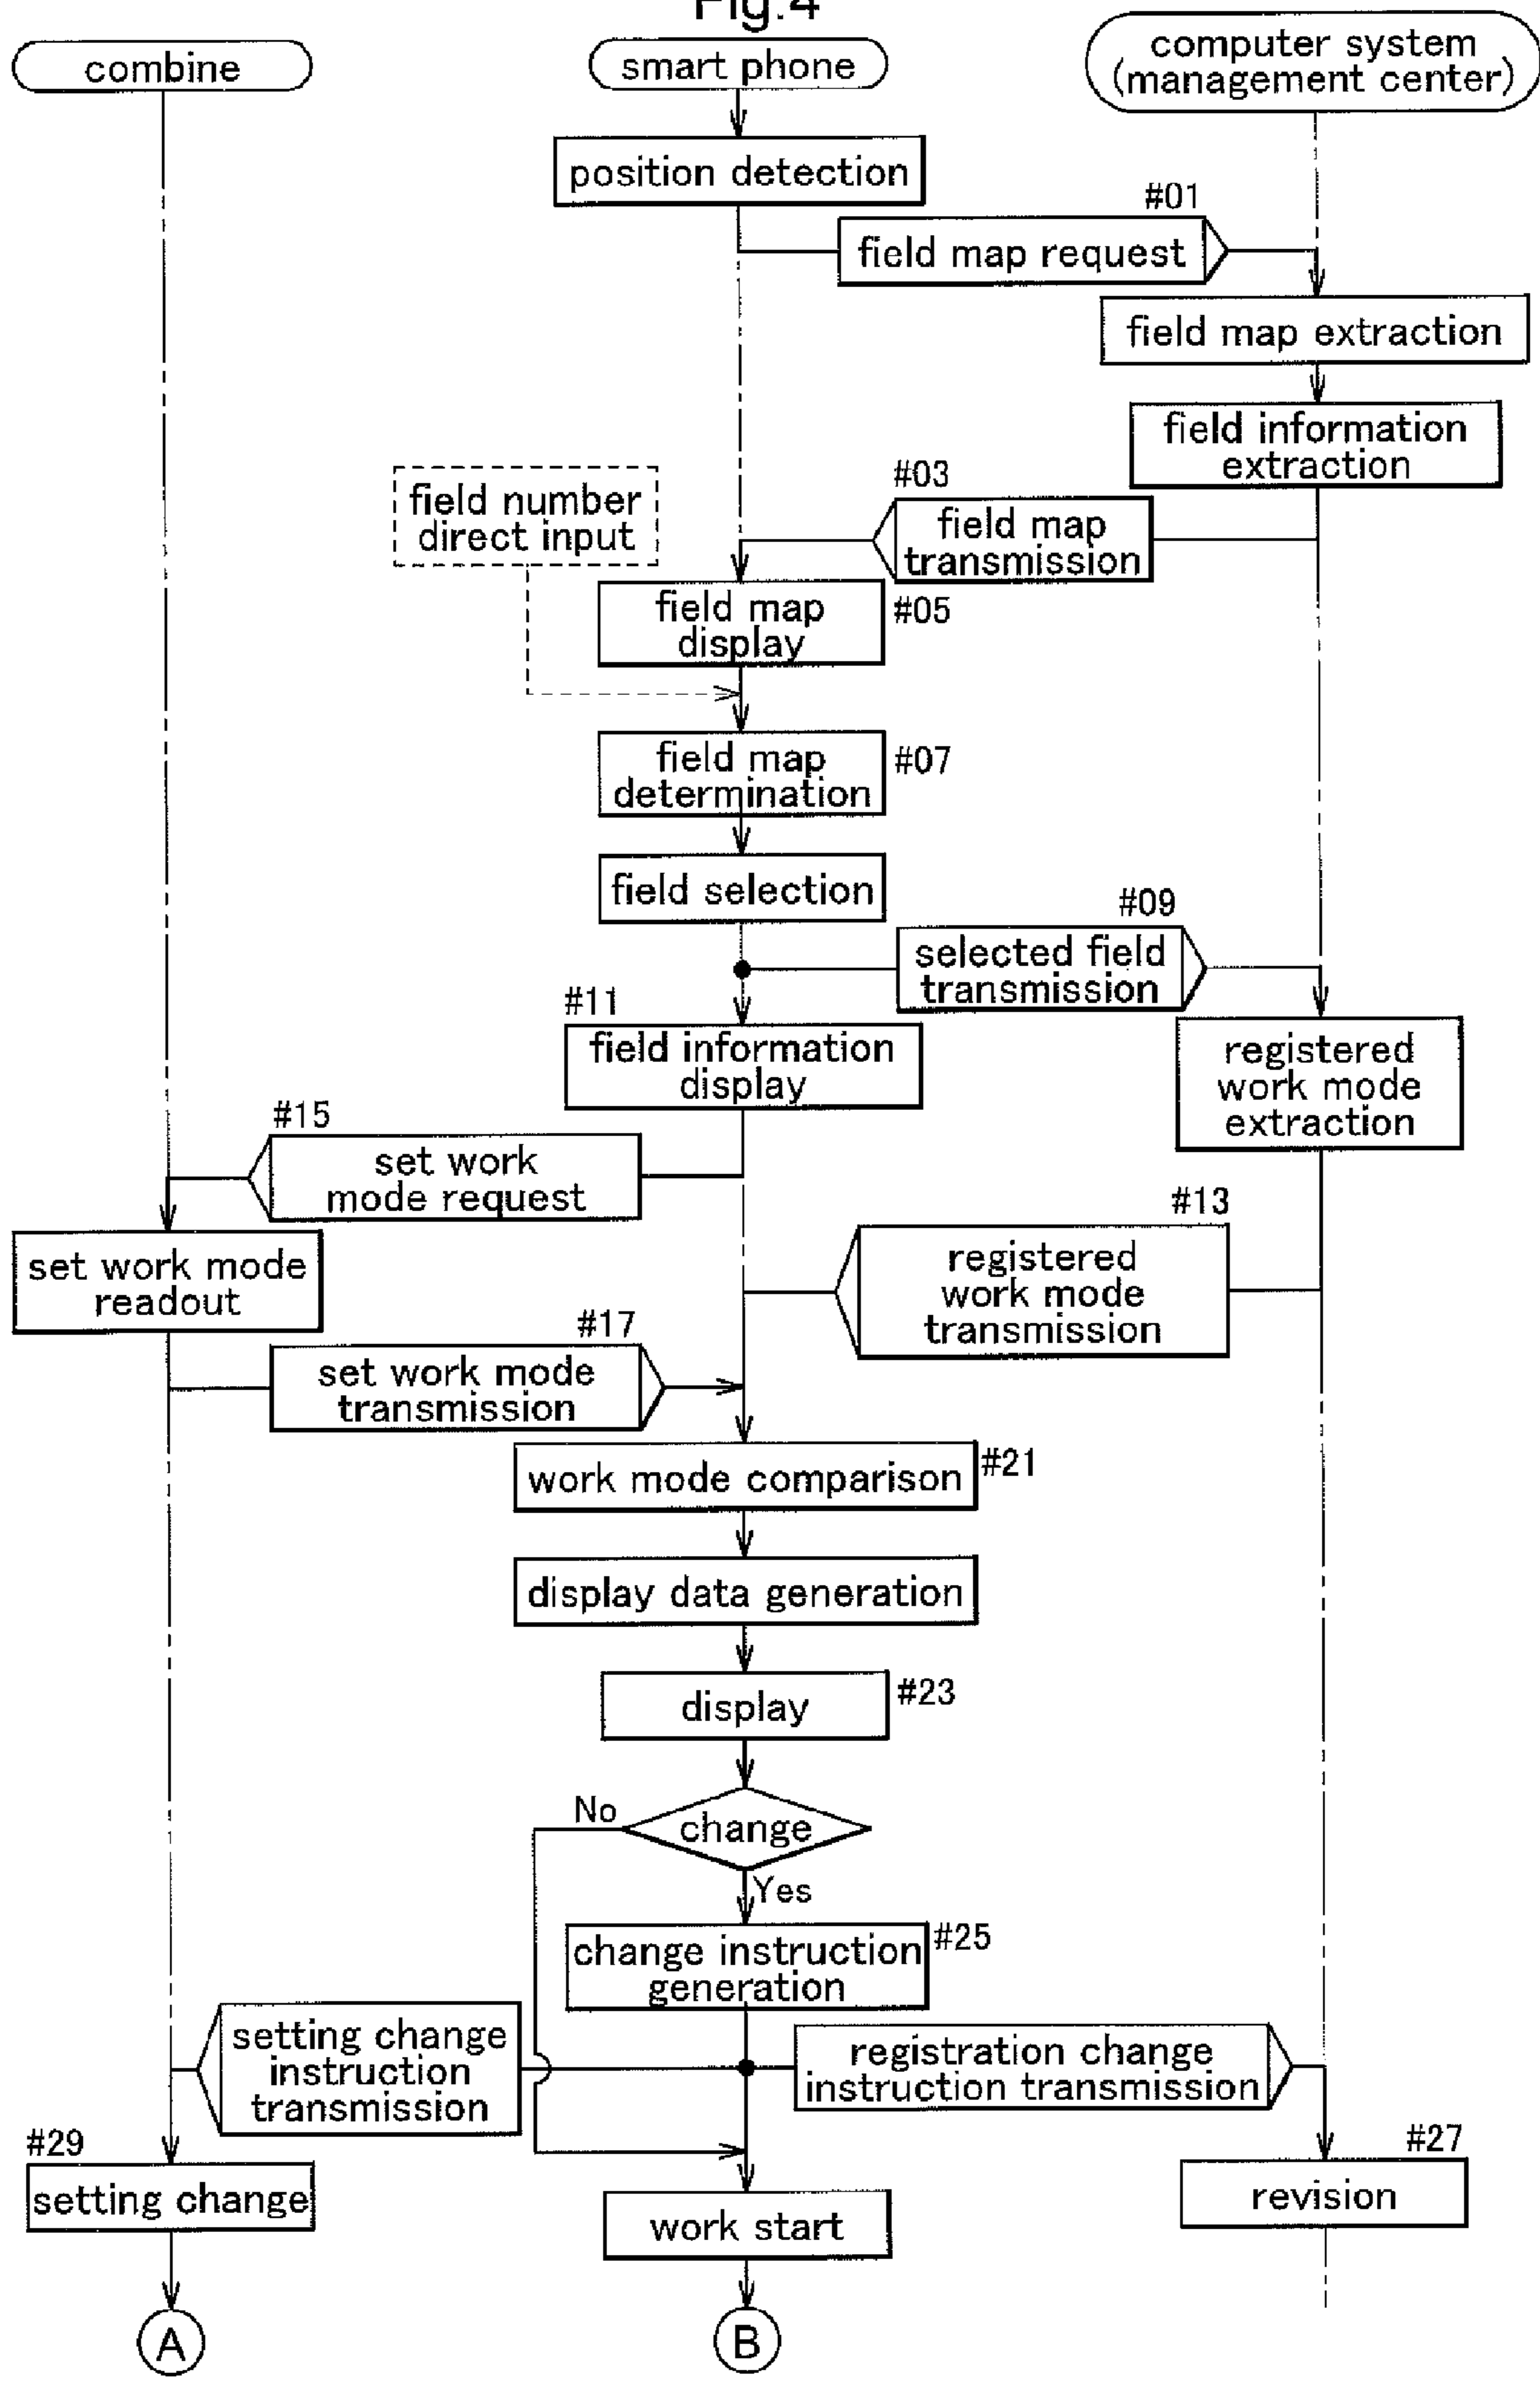 Fig.4
combine
smart phone
computer system
(management center)
position detection
#01
field map request
field map extraction
field information
extraction
#03
field map
transmission
field number
direct input
field map
display
#05
field map
determination
#07
field selection
#09
selected field
transmission
#11
field information
display
registered
work mode
extraction
#15
set work
mode request
#13
registered
work mode
transmission
set work mode
readout
#17
set work mode
transmission
work mode comparison
#21
display data generation
display
#23
change
No
Yes
change instruction
generation
#25
setting change
instruction
transmission
registration change
instruction transmission
#29
setting change
#27
revision
work start
A
B